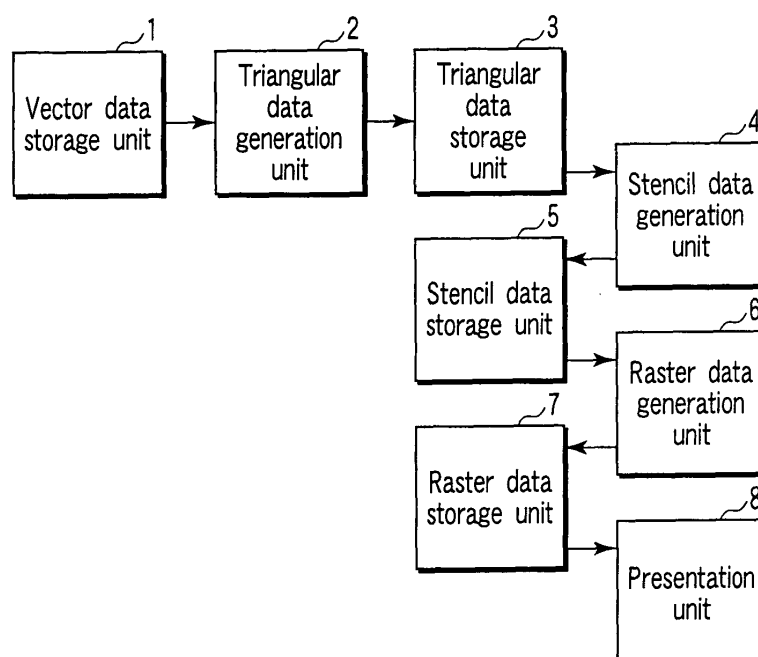 1
Vector data
storage unit
2
Triangular
data
generation
unit
3
Triangular
data
storage
unit
4
Stencil data
generation
unit
5
Stencil data
storage unit
6
Raster data
generation
unit
7
Raster data
storage unit
8
Presentation
unit